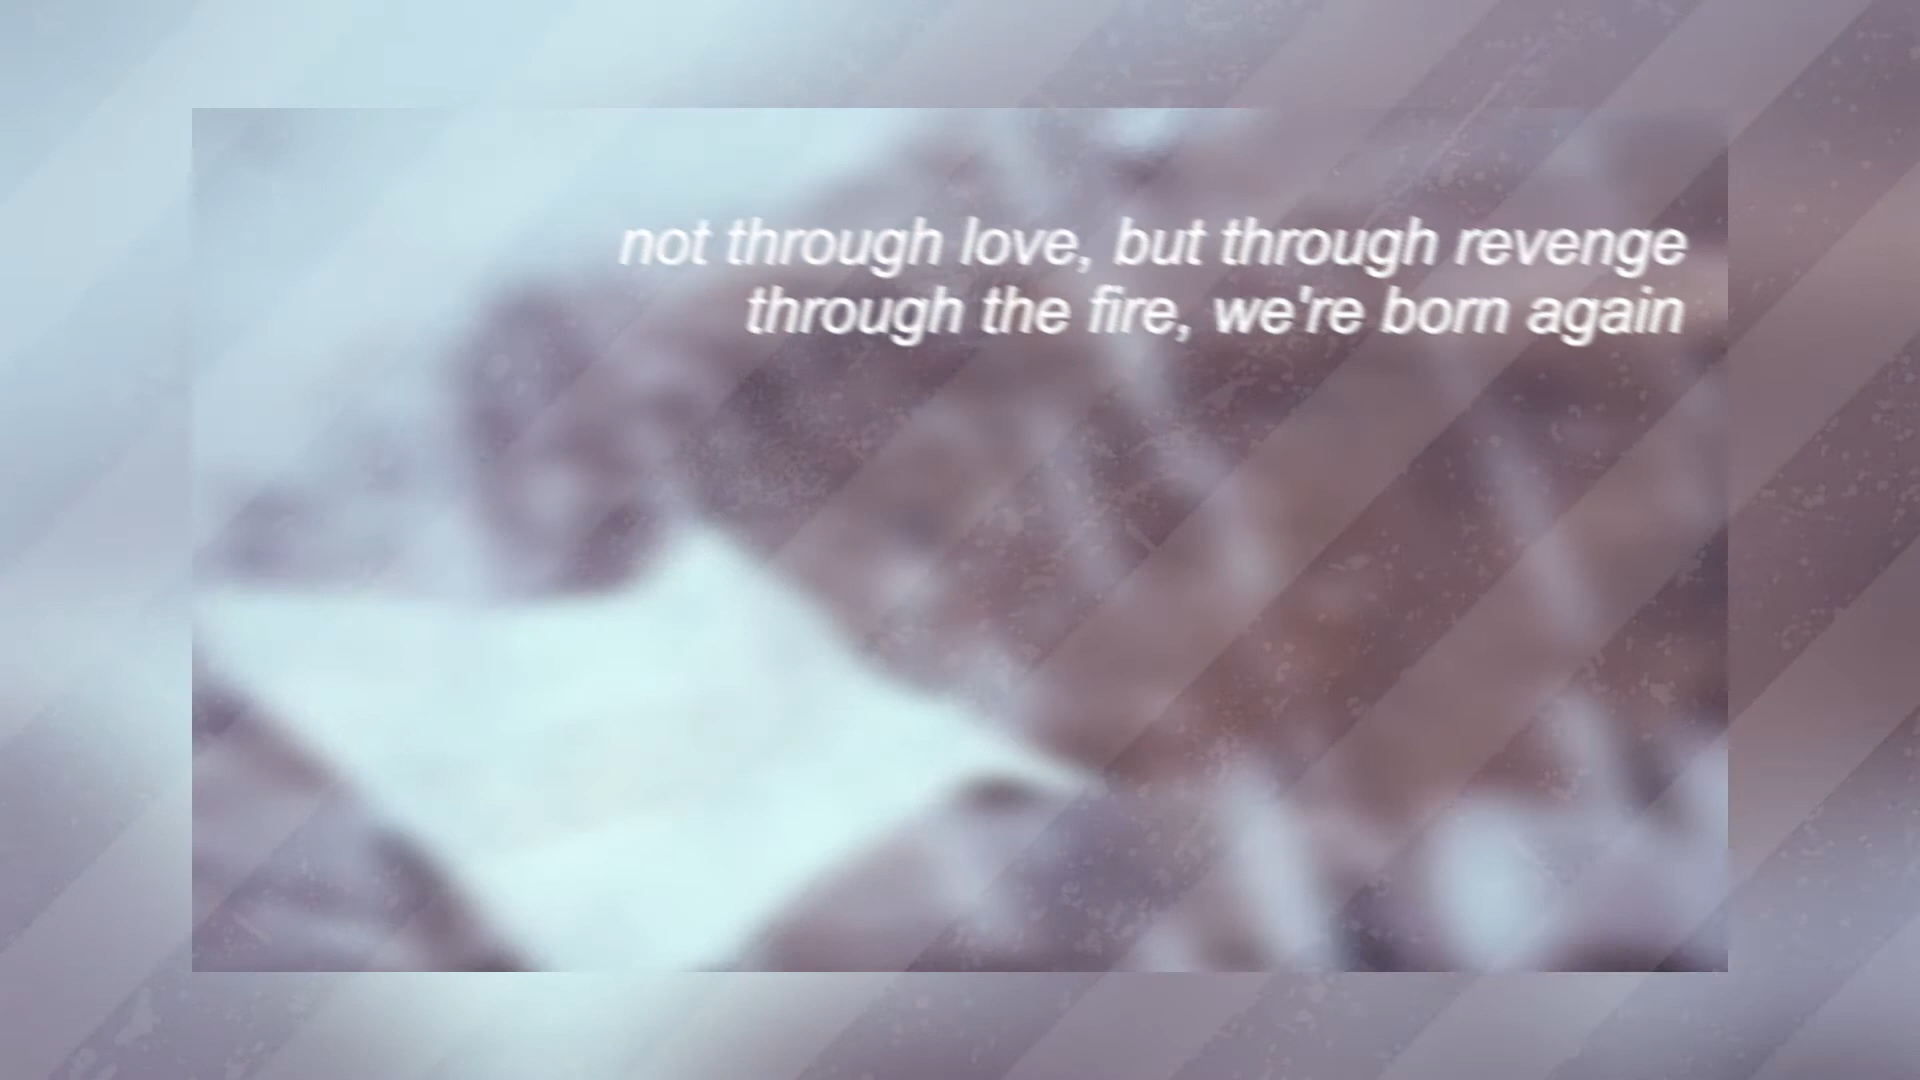 not through love, but through revenge
through the fire, we're born again